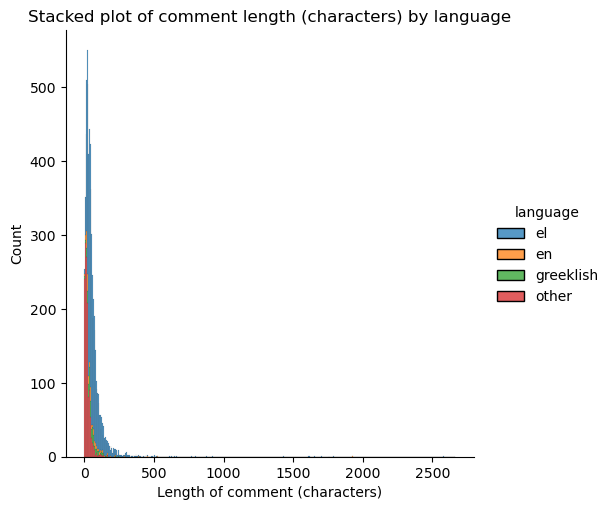 Stacked plot of comment length (characters) by language
Count
500
400
300
200
100
0
0
500
1000
1500
2000
2500
Length of comment (characters)
language
el
en
greeklish
other